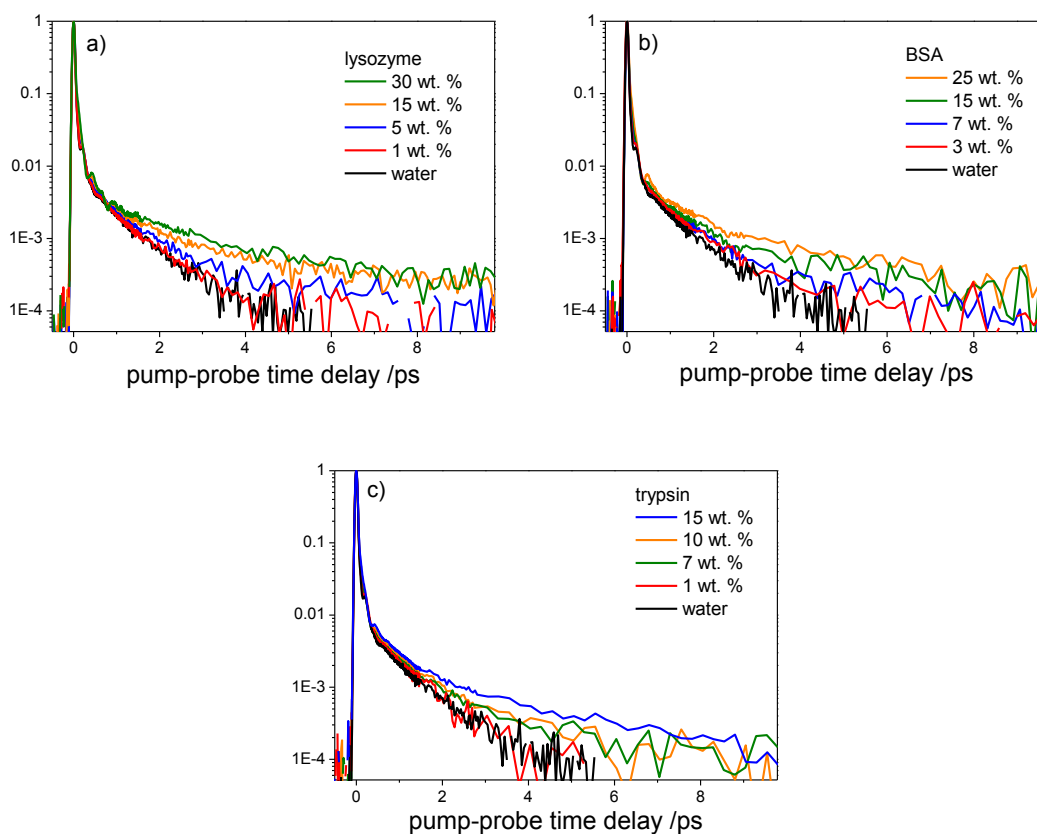 a)
lysozyme
30 wt. %
15 wt. %
5 wt. %
1 wt. %
water
1
0.1
0.01
1E-3
1E-4
0
2
4
6
8
pump-probe time delay /ps
b)
BSA
25 wt. %
15 wt. %
7 wt. %
3 wt. %
water
1
0.1
0.01
1E-3
1E-4
0
2
4
6
8
pump-probe time delay /ps
c)
trypsin
15 wt. %
10 wt. %
7 wt. %
1 wt. %
water
1
0.1
0.01
1E-3
1E-4
0
2
4
6
8
pump-probe time delay /ps